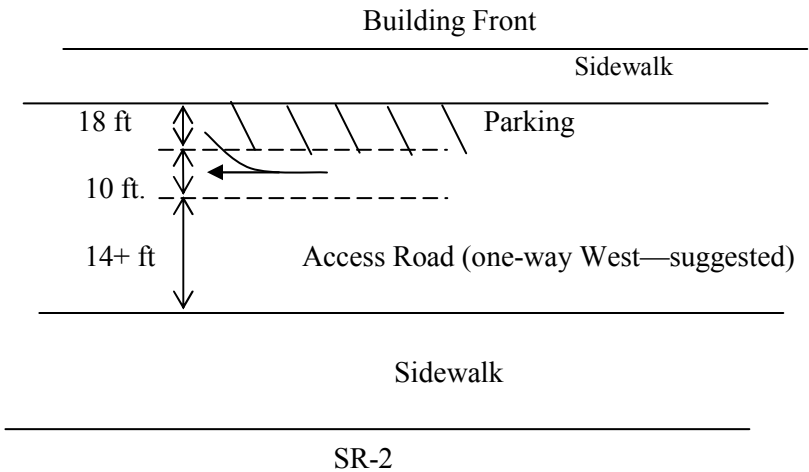 Building Front
Sidewalk
18 ft
Parking
10 ft.
14+ ft
Access Road (one-way West—suggested)
Sidewalk
SR-2